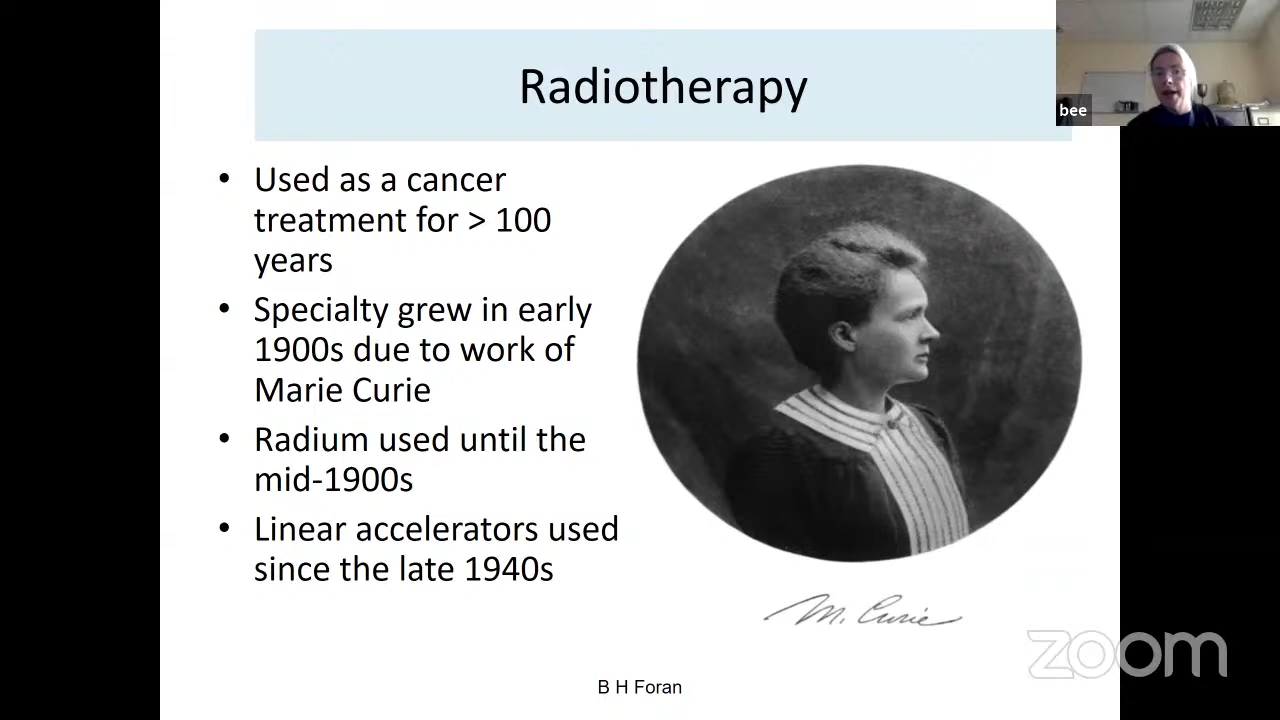 Radiotherapy
bee
• Used as a cancer
treatment for > 100
years
• Specialty grew in early
1900s due to work of
Marie Curie
• Radium used until the
mid-1900s
• Linear accelerators used
since the late 1940s
M. Curie
zoom
B H Foran